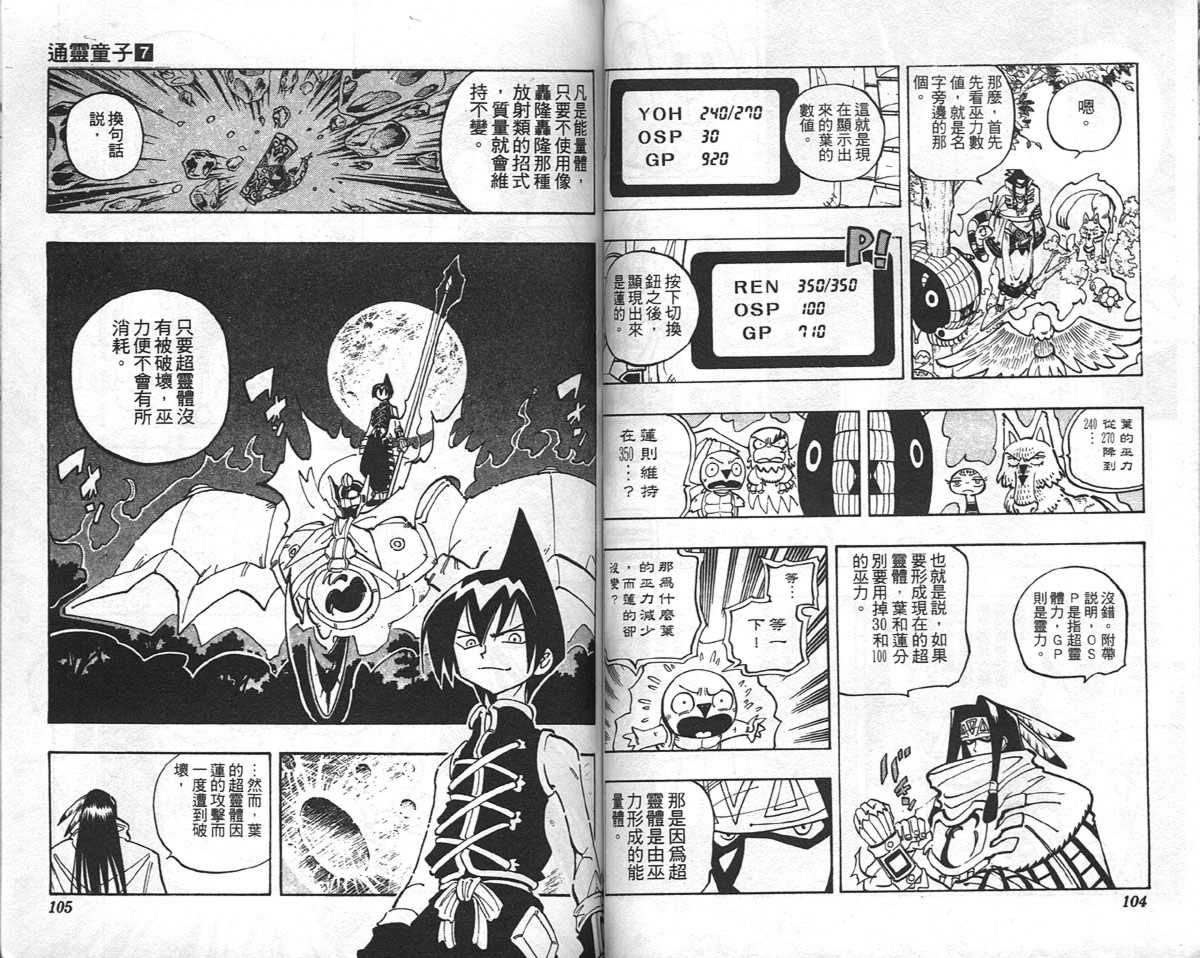 通靈童子7
嗯。
那麼，首先
先看巫力數
值，就是名
字旁邊的那
個。
這就是現
在顯示出
來的葉的
數值。
YOH 240/270
OSP 30
GP 920
P!
REN 350/350
OSP 100
GP 710
按下切換
鈕之後，
顯現出來
是蓮的。
葉的巫力
從270降到
240…
蓮則維持
在350…？
沒錯。附帶
說明，OS
P是指超靈
體力，GP
則是靈力。
也就是說，如果
要形成現在的超
靈體，葉和蓮分
別要用掉30和100
的巫力。
等…
等一
下！
那為什麼葉
的巫力減少
，而蓮的卻
沒變？
那是因為超
靈體是由巫
力形成的能
量體。
104
凡是能量體，
只要不使用像
轟隆轟隆那種
放射類的招式
，質量就會維
持不變。
換句話
說，
只要超靈體沒
有被破壞，巫
力便不會有所
消耗。
…然而，葉
的超靈體因
蓮的攻擊而
一度遭到破
壞，
105